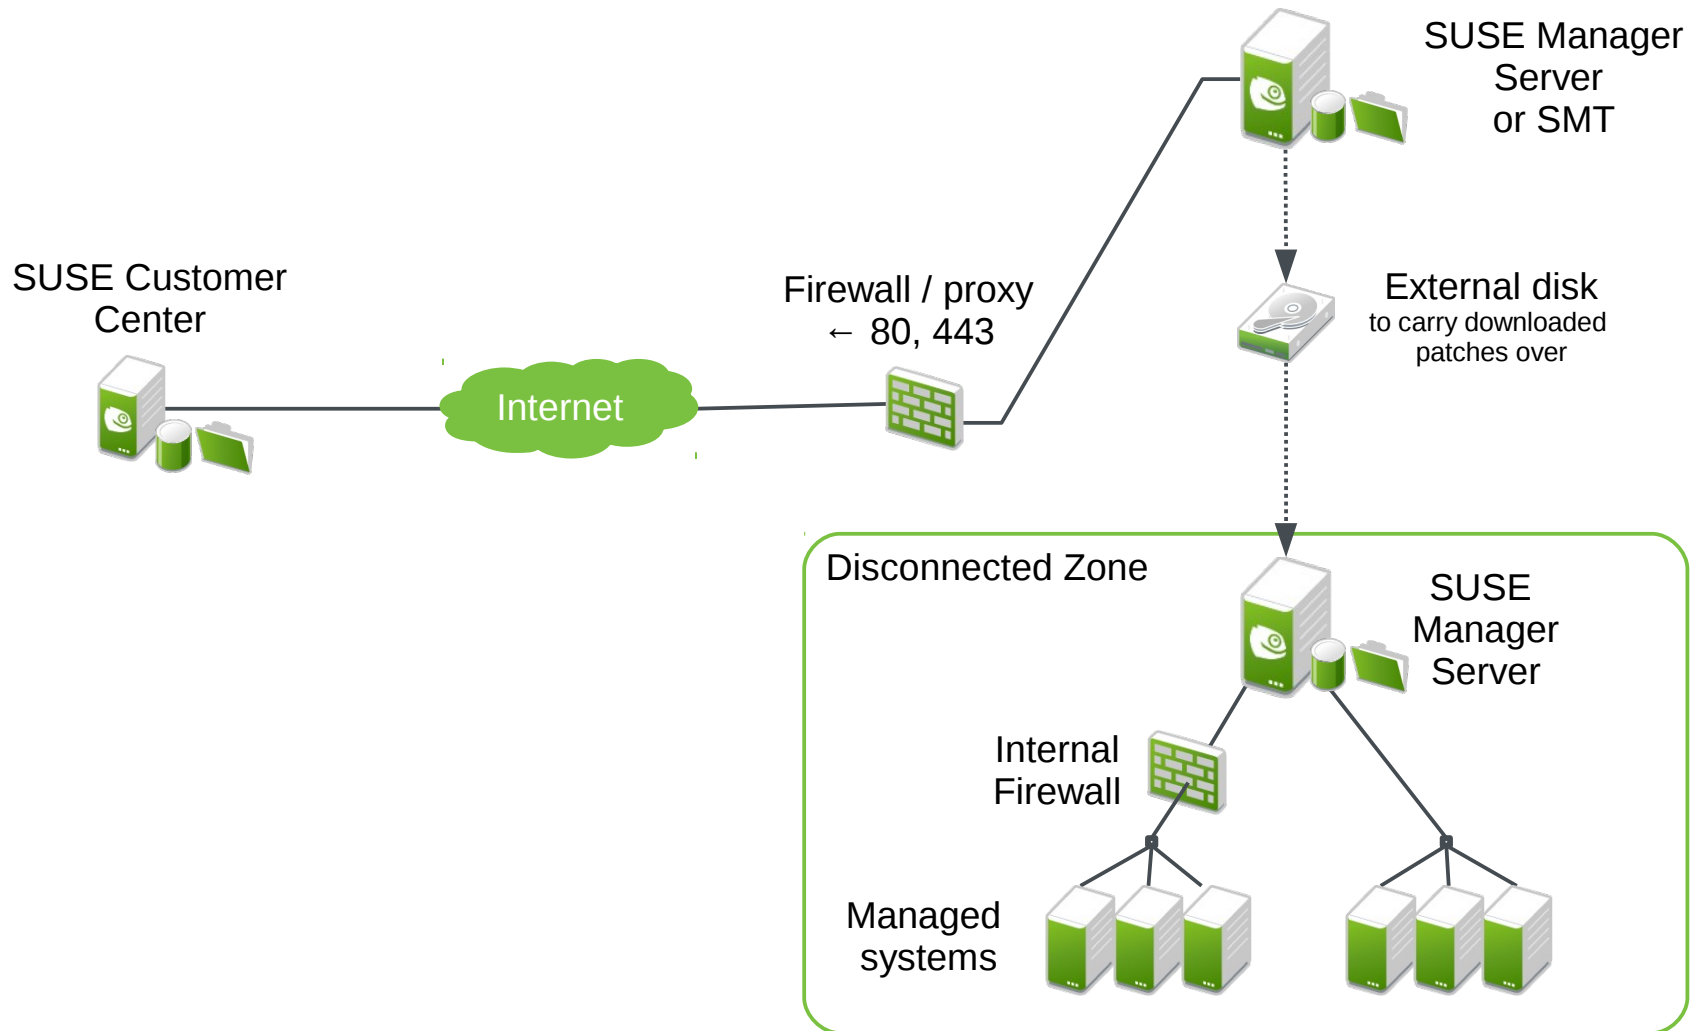 SUSE Manager
Server
or SMT
SUSE Customer
Center
Firewall / proxy
← 80, 443
External disk
to carry downloaded
patches over
Internet
Disconnected Zone
SUSE
Manager
Server
Internal
Firewall
Managed
systems